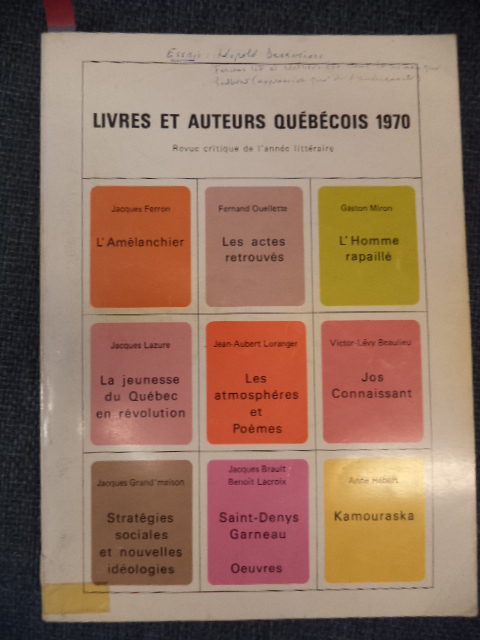 Essais :
LIVRES ET AUTEURS QUÉBÉCOIS 1970
Revue critique de l'année littéraire
Jacques Ferron
L'Amélanchier
Fernand Ouellette
Les actes
retrouvés
Gaston Miron
L'Homme
rapaillé
Jacques Lazure
La jeunesse
du Québec
en révolution
Jean-Aubert Loranger
Les
atmosphères
et
Poèmes
Victor-Lévy Beaulieu
Jos
Connaissant
Jacques Grand'maison
Stratégies
sociales
et nouvelles
idéologies
Jacques Brault
Benoît Lacroix
Saint-Denys
Garneau
Oeuvres
Anne Hébert
Kamouraska